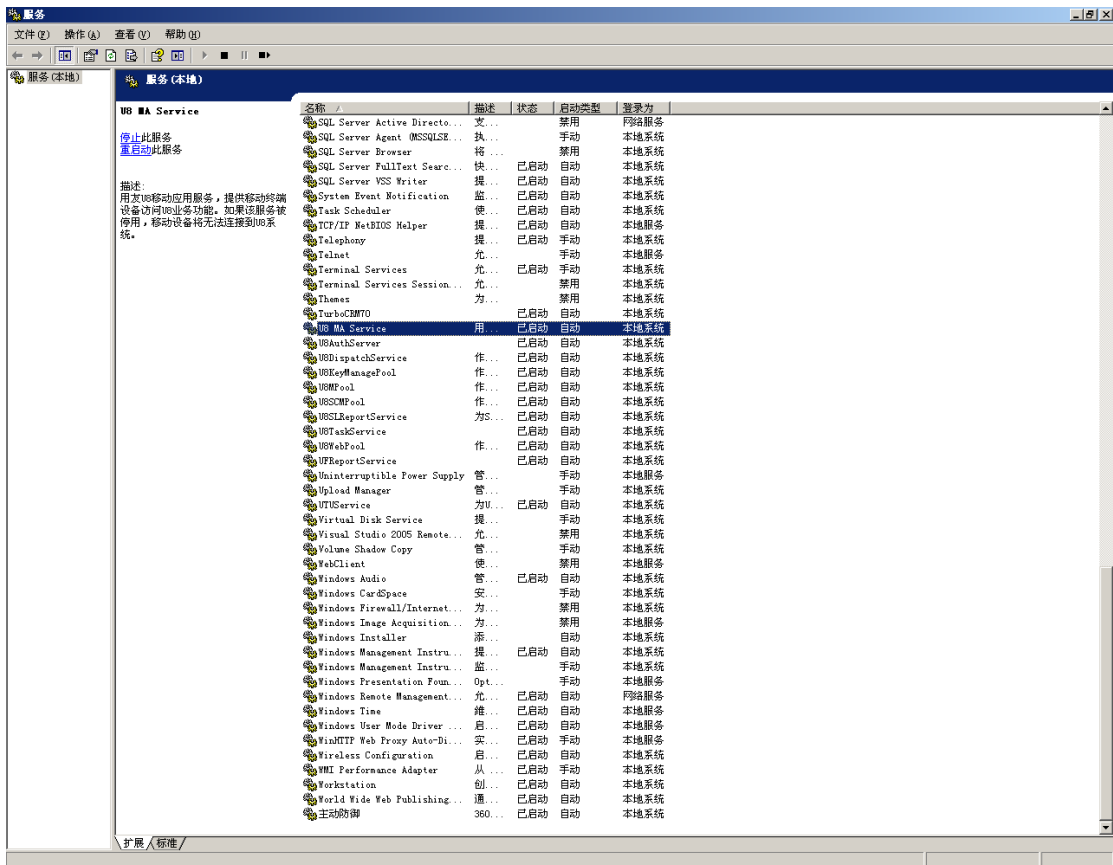 服务
文件(F) 操作(A) 查看(V) 帮助(H)
服务(本地)
服务(本地)
U8 MA Service
停止此服务
重启动此服务
描述:
用友U8移动应用服务，提供移动终端
设备访问U8业务功能。如果该服务被
停用，移动设备将无法连接到U8系
统。
名称 描述 状态 启动类型 登录为
SQL Server Active Directo... 支... 禁用 网络服务
SQL Server Agent (MSSQLSE... 执... 手动 本地系统
SQL Server Browser 将 ... 禁用 本地系统
SQL Server FullText Searc... 快... 已启动 自动 本地系统
SQL Server VSS Writer 提... 已启动 自动 本地系统
System Event Notification 监... 已启动 自动 本地系统
Task Scheduler 使... 已启动 自动 本地系统
TCP/IP NetBIOS Helper 提... 已启动 自动 本地服务
Telephony 提... 已启动 手动 本地系统
Telnet 允... 手动 本地服务
Terminal Services 允... 已启动 手动 本地系统
Terminal Services Session... 允... 禁用 本地系统
Themes 为... 禁用 本地系统
TurboCRM70 已启动 自动 本地系统
U8 MA Service 用... 已启动 自动 本地系统
U8AuthServer 已启动 自动 本地系统
U8DispatchService 作... 已启动 自动 本地系统
U8KeyManagePool 作... 已启动 自动 本地系统
U8MPool 作... 已启动 自动 本地系统
U8SCMPool 作... 已启动 自动 本地系统
U8SLReportService 为S... 已启动 自动 本地系统
U8TaskService 已启动 自动 本地系统
U8WebPool 作... 已启动 自动 本地系统
UFReportService 已启动 自动 本地系统
Uninterruptible Power Supply 管... 手动 本地服务
Upload Manager 管... 手动 本地系统
UTUService 为U... 已启动 自动 本地系统
Virtual Disk Service 提... 手动 本地系统
Visual Studio 2005 Remote... 允... 禁用 本地系统
Volume Shadow Copy 管... 手动 本地系统
WebClient 使... 禁用 本地服务
Windows Audio 管... 已启动 自动 本地系统
Windows CardSpace 安... 手动 本地系统
Windows Firewall/Internet... 为... 禁用 本地系统
Windows Image Acquisition... 为... 禁用 本地服务
Windows Installer 添... 自动 本地系统
Windows Management Instru... 提... 已启动 自动 本地系统
Windows Management Instru... 监... 手动 本地系统
Windows Presentation Foun... Opt... 手动 本地服务
Windows Remote Management... 允... 已启动 自动 网络服务
Windows Time 维... 已启动 自动 本地服务
Windows User Mode Driver ... 启... 已启动 自动 本地系统
WinHTTP Web Proxy Auto-Di... 实... 已启动 手动 本地服务
Wireless Configuration 启... 已启动 自动 本地系统
WMI Performance Adapter 从 ... 已启动 手动 本地系统
Workstation 创... 已启动 自动 本地系统
World Wide Web Publishing... 通... 已启动 自动 本地系统
主动防御 360... 已启动 自动 本地系统
扩展 标准